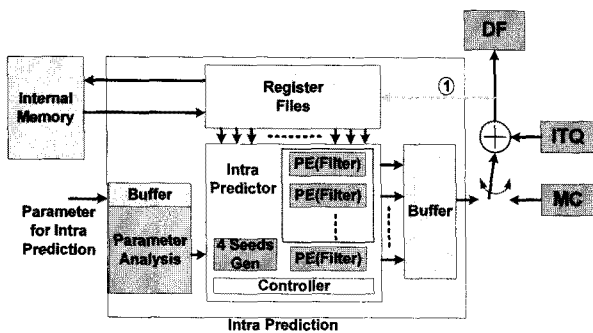 DF
①
Internal
Memory
Register
Files
ITQ
Intra
Predictor
PE(Filter)
PE(Filter)
Buffer
Buffer
MC
Parameter
for Intra
Prediction
Parameter
Analysis
4 Seeds
Gen
PE(Filter)
Controller
Intra Prediction